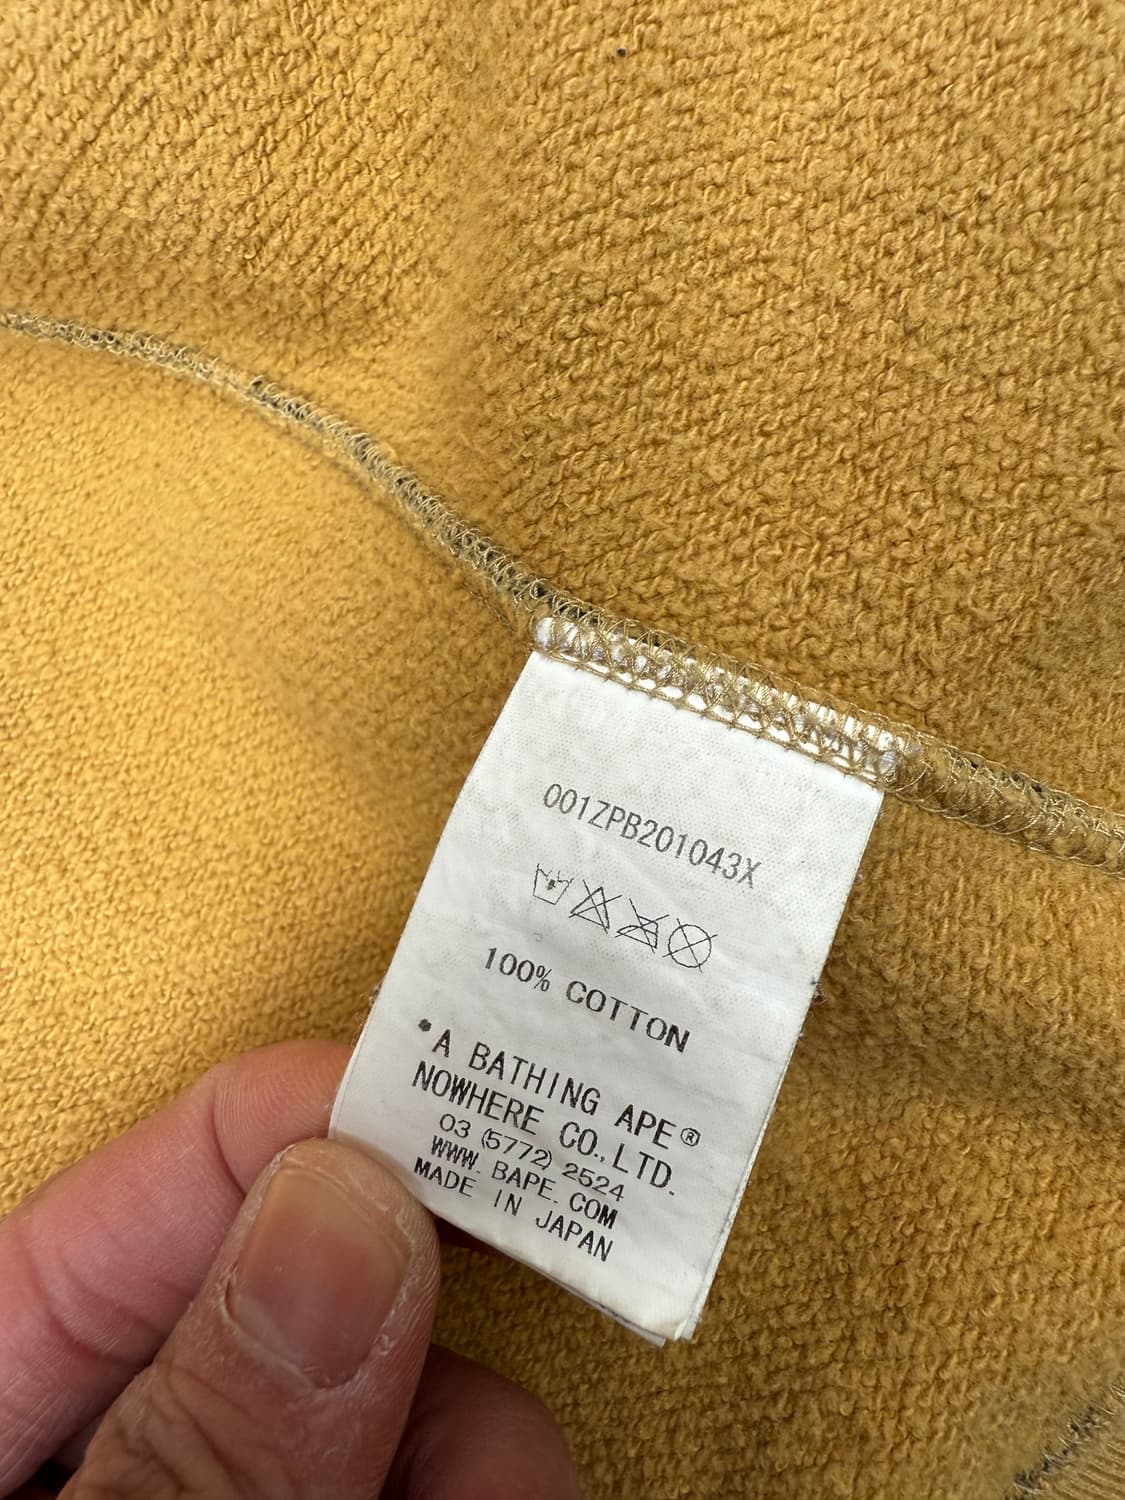 001ZPB201043X
100% COTTON
*A BATHING APE®
NOWHERE CO.,LTD.
03 (5772) 2524
WWW. BAPE. COM
MADE IN JAPAN